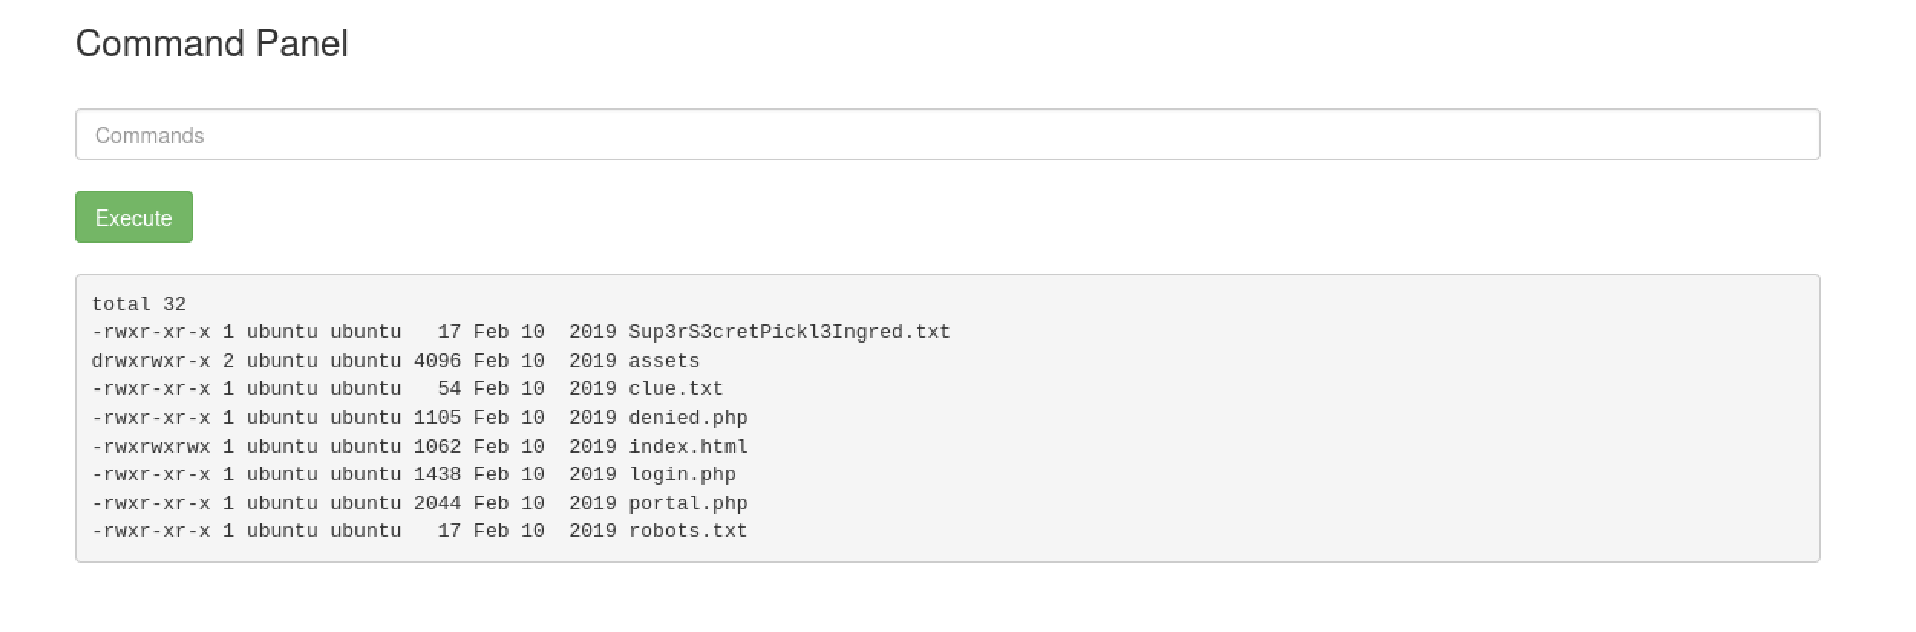 Command Panel
Commands
Execute
total 32
-rwxr-xr-x 1 ubuntu ubuntu   17 Feb 10  2019 Sup3rS3cretPickl3Ingred.txt
drwxrwxr-x 2 ubuntu ubuntu 4096 Feb 10  2019 assets
-rwxr-xr-x 1 ubuntu ubuntu   54 Feb 10  2019 clue.txt
-rwxr-xr-x 1 ubuntu ubuntu 1105 Feb 10  2019 denied.php
-rwxrwxrwx 1 ubuntu ubuntu 1062 Feb 10  2019 index.html
-rwxr-xr-x 1 ubuntu ubuntu 1438 Feb 10  2019 login.php
-rwxr-xr-x 1 ubuntu ubuntu 2044 Feb 10  2019 portal.php
-rwxr-xr-x 1 ubuntu ubuntu   17 Feb 10  2019 robots.txt